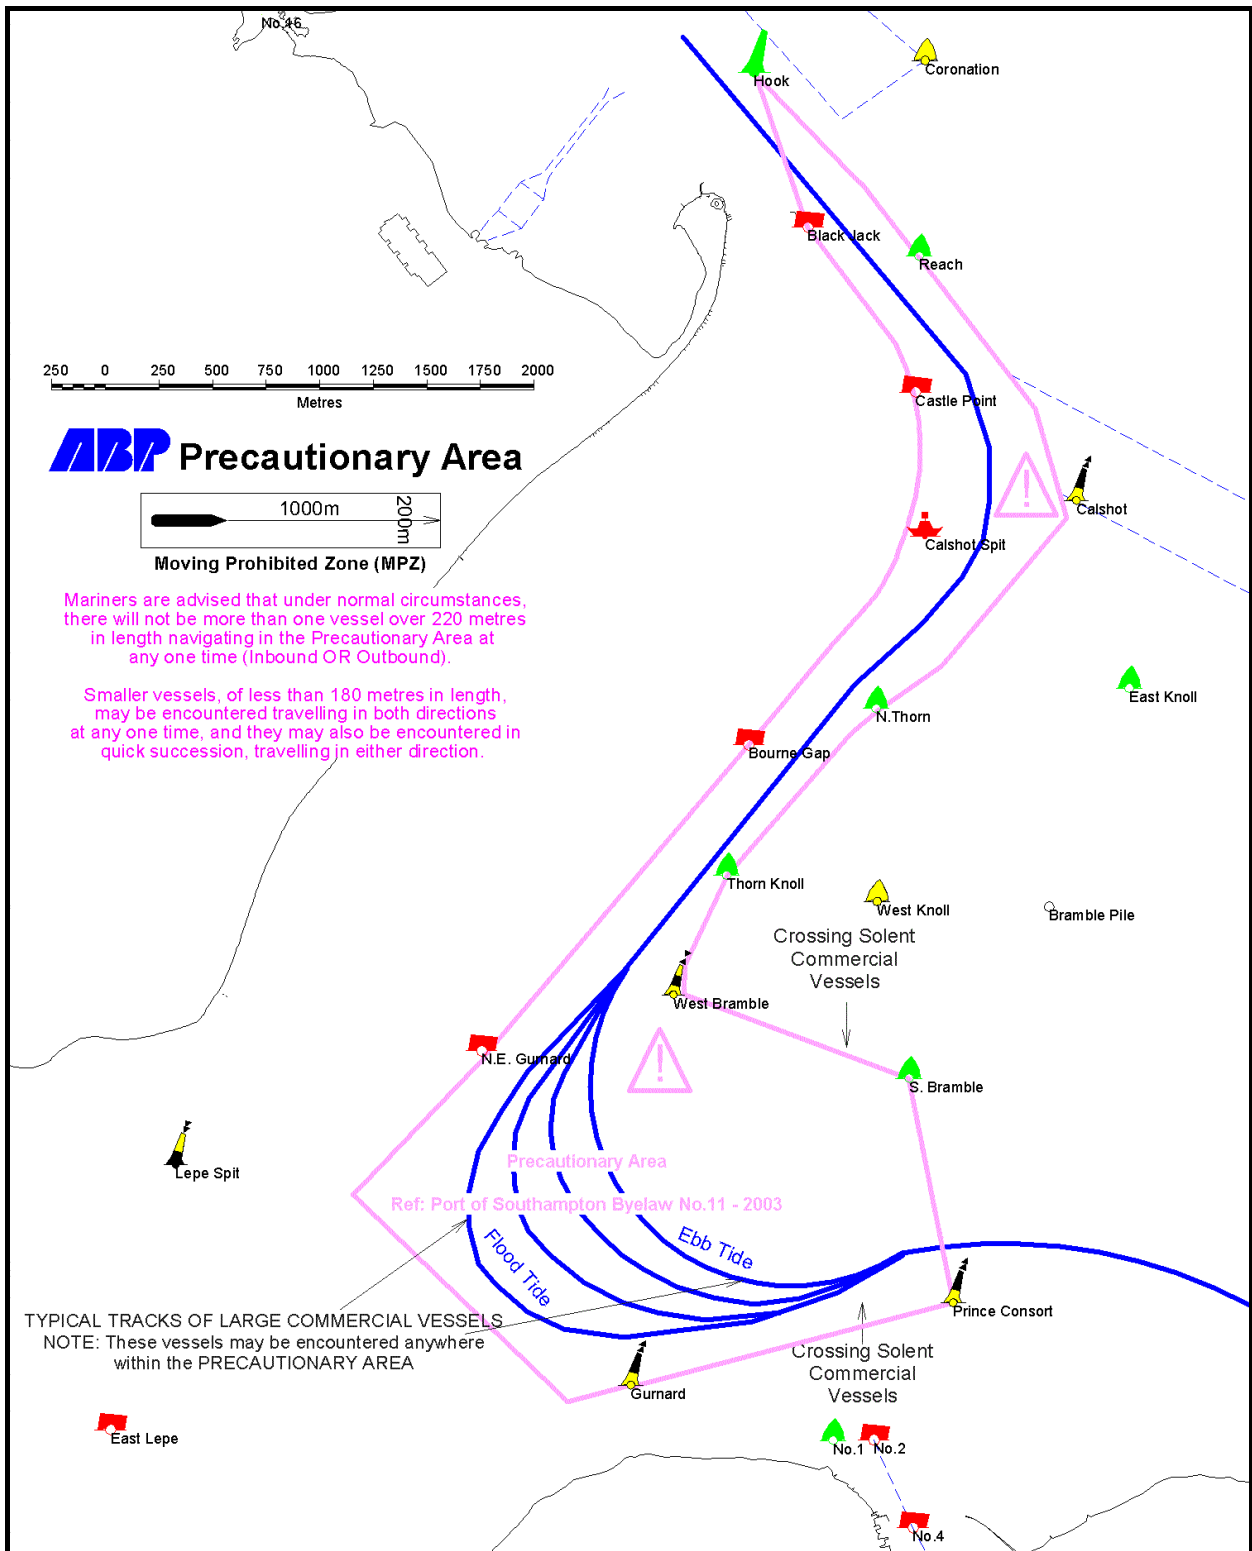 No.46
Hook
Coronation
Black Jack
Reach
250 0 250 500 750 1000 1250 1500 1750 2000
Metres
Castle Point
ABP Precautionary Area
1000m
200m
Moving Prohibited Zone (MPZ)
Calshot
Calshot Spit
Mariners are advised that under normal circumstances,
there will not be more than one vessel over 220 metres
in length navigating in the Precautionary Area at
any one time (Inbound OR Outbound).
Smaller vessels, of less than 180 metres in length,
may be encountered travelling in both directions
at any one time, and they may also be encountered in
quick succession, travelling in either direction.
East Knoll
N.Thorn
Bourne Gap
Thorn Knoll
West Knoll
Bramble Pile
Crossing Solent
Commercial
Vessels
West Bramble
N.E. Gurnard
!
!
S. Bramble
Lepe Spit
Precautionary Area
Ref: Port of Southampton Byelaw No.11 - 2003
Ebb Tide
Flood Tide
Prince Consort
TYPICAL TRACKS OF LARGE COMMERCIAL VESSELS
NOTE: These vessels may be encountered anywhere
within the PRECAUTIONARY AREA
Crossing Solent
Commercial
Vessels
Gurnard
East Lepe
No.1
No.2
No.4